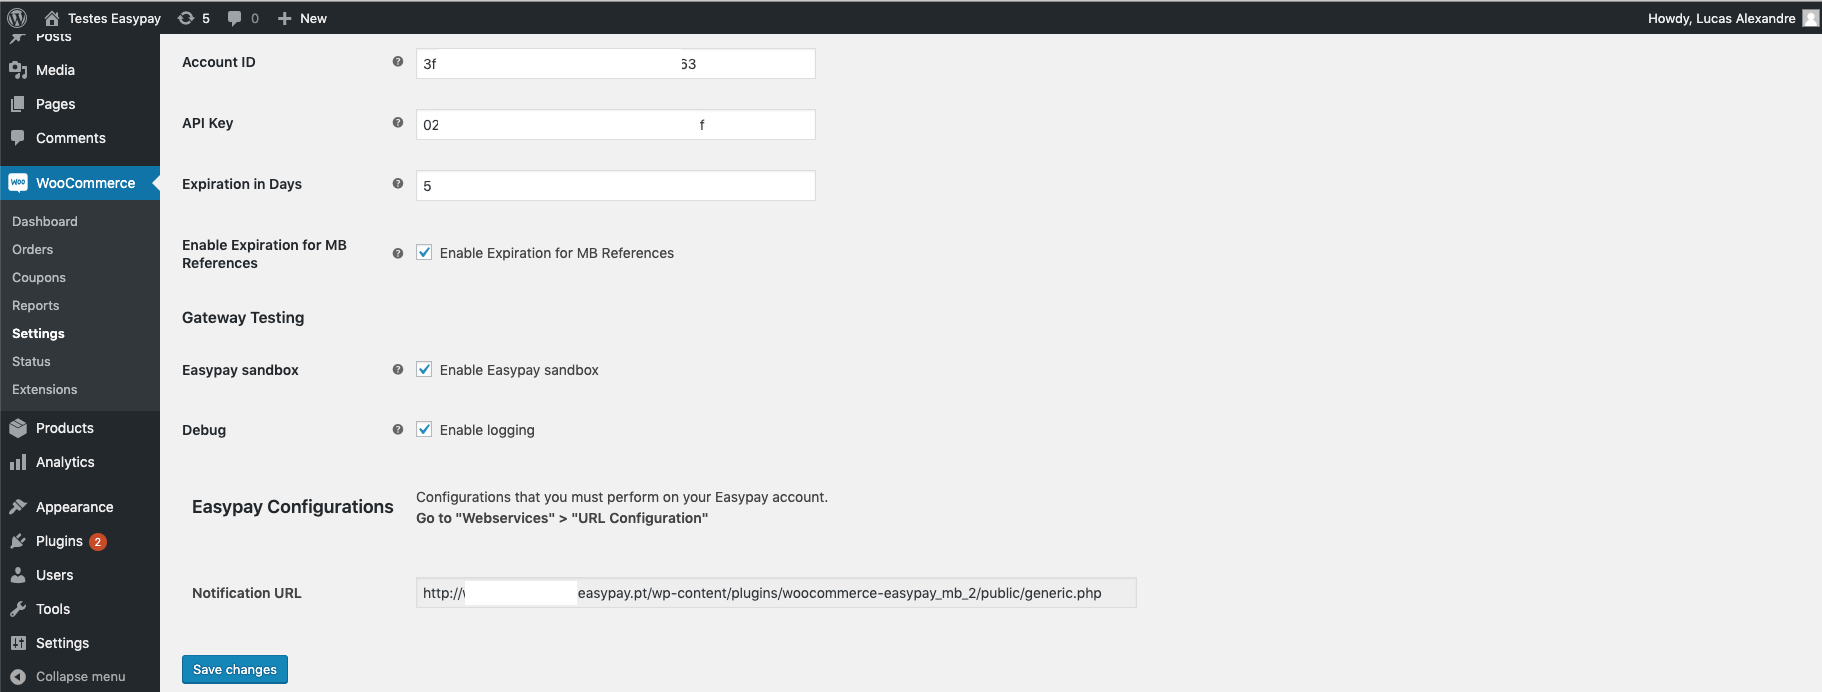 Testes Easypay 5 0 New Howdy, Lucas Alexandre
Posts
Media
Pages
Comments
WooCommerce
Dashboard
Orders
Coupons
Reports
Settings
Status
Extensions
Products
Analytics
Appearance
Plugins 2
Users
Tools
Settings
Collapse menu
Account ID 3f 63
API Key 02 f
Expiration in Days 5
Enable Expiration for MB
References
Enable Expiration for MB References
Gateway Testing
Easypay sandbox Enable Easypay sandbox
Debug Enable logging
Easypay Configurations
Configurations that you must perform on your Easypay account.
Go to "Webservices" > "URL Configuration"
Notification URL http:// easypay.pt/wp-content/plugins/woocommerce-easypay_mb_2/public/generic.php
Save changes